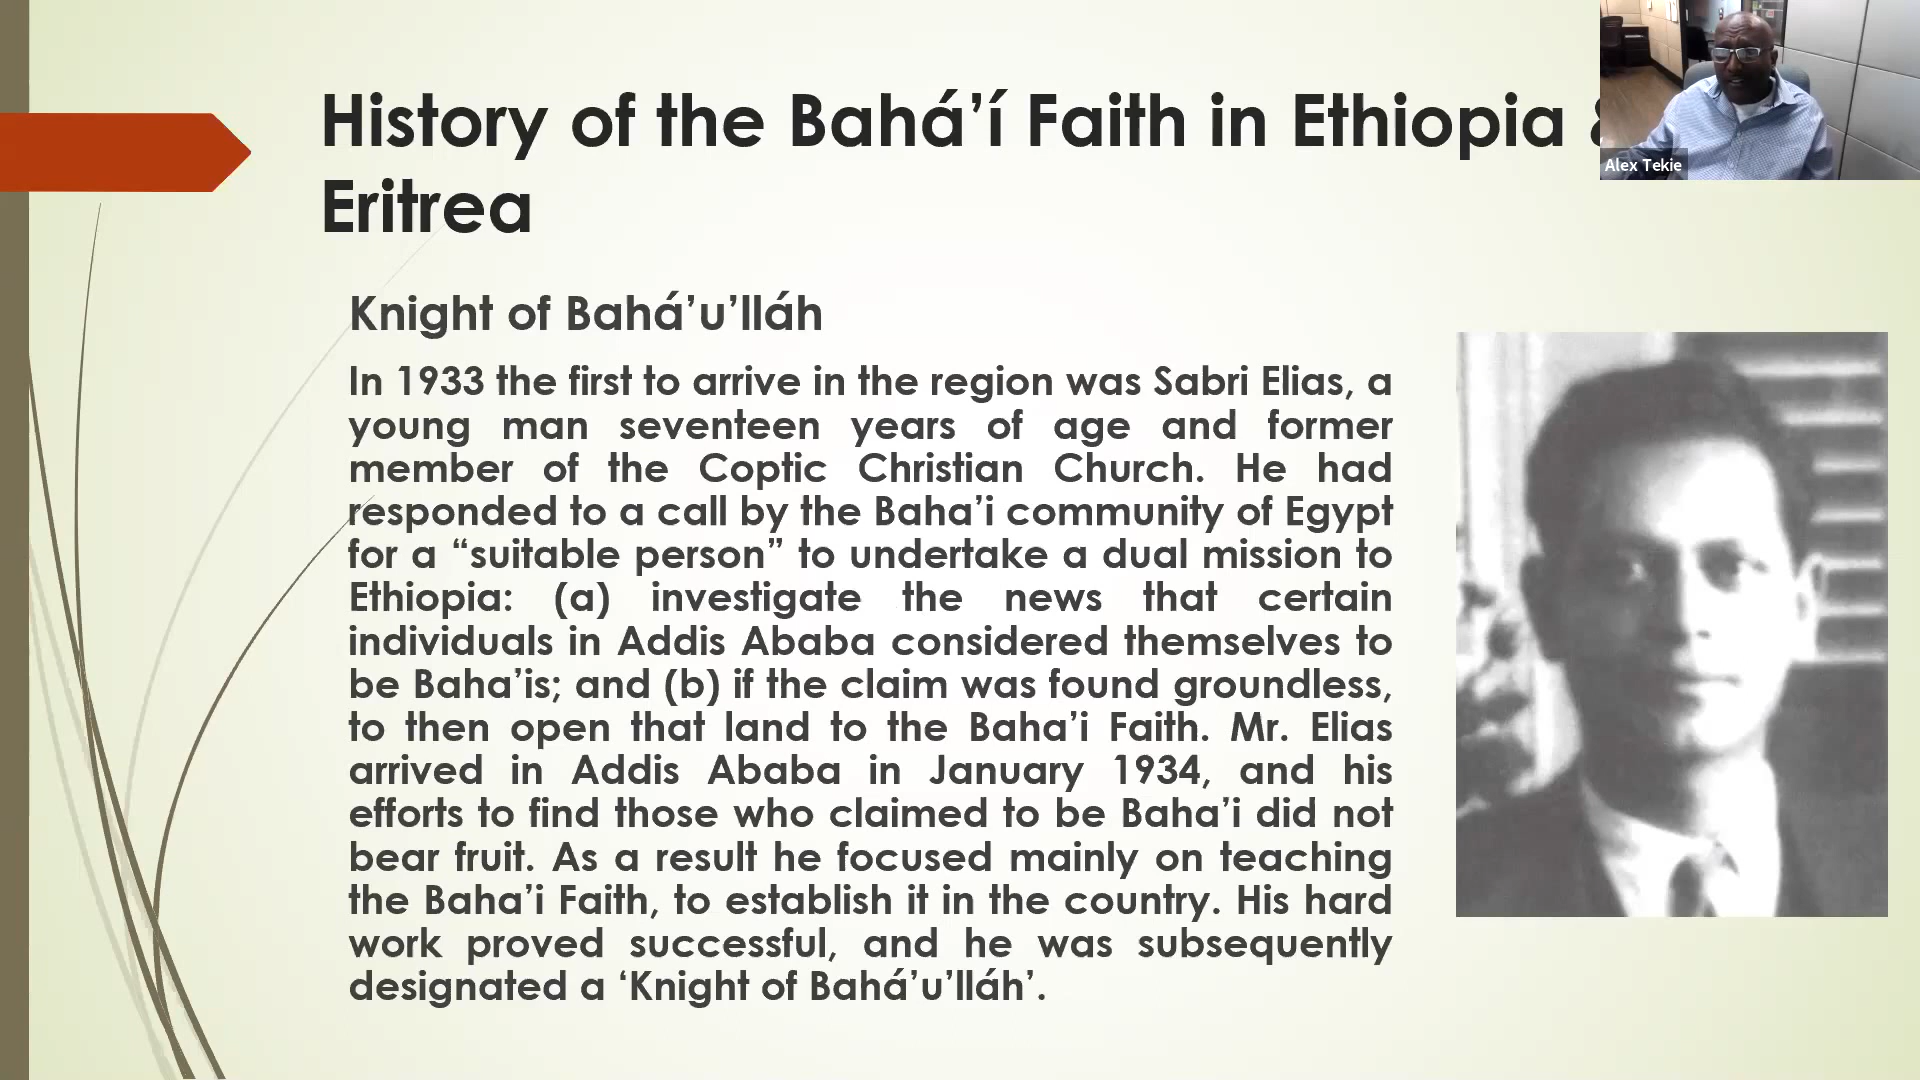 History of the Bahá’í Faith in Ethiopia
Eritrea
Alex Tekie
Knight of Bahá’u’lláh
In 1933 the first to arrive in the region was Sabri Elias, a
young man seventeen years of age and former
member of the Coptic Christian Church. He had
responded to a call by the Baha’i community of Egypt
for a “suitable person” to undertake a dual mission to
Ethiopia: (a) investigate the news that certain
individuals in Addis Ababa considered themselves to
be Baha’is; and (b) if the claim was found groundless,
to then open that land to the Baha’i Faith. Mr. Elias
arrived in Addis Ababa in January 1934, and his
efforts to find those who claimed to be Baha’i did not
bear fruit. As a result he focused mainly on teaching
the Baha’i Faith, to establish it in the country. His hard
work proved successful, and he was subsequently
designated a ‘Knight of Bahá’u’lláh’.